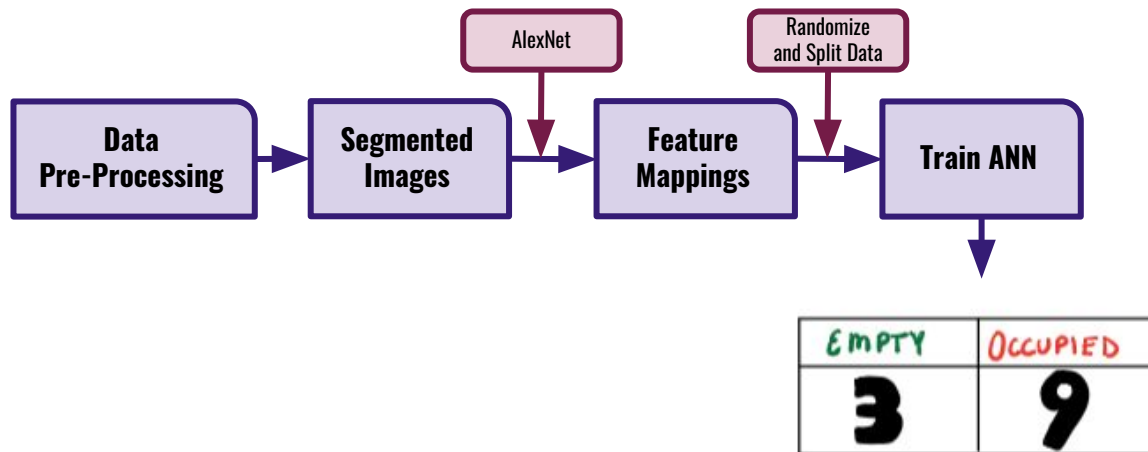 AlexNet
Randomize
and Split Data
Data
Pre-Processing
Segmented
Images
Feature
Mappings
Train ANN
EMPTY
OCCUPIED
3
9